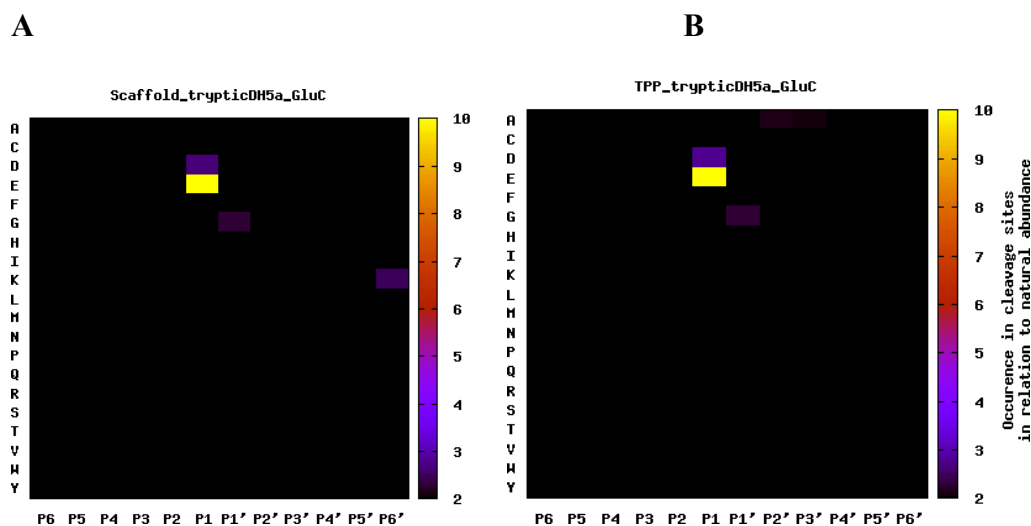 A
B
Scaffold_trypticDH5a_GluC
TPP_trypticDH5a_GluC
A
C
D
E
F
G
H
I
K
L
M
N
P
Q
R
S
T
V
W
Y
P6 P5 P4 P3 P2 P1 P1' P2' P3' P4' P5' P6'
10
9
8
7
6
5
4
3
2
A
C
D
E
F
G
H
I
K
L
M
N
P
Q
R
S
T
V
W
Y
P6 P5 P4 P3 P2 P1 P1' P2' P3' P4' P5' P6'
10
9
8
7
6
5
4
3
2
Occurence in cleavage sites
in relation to natural abundance